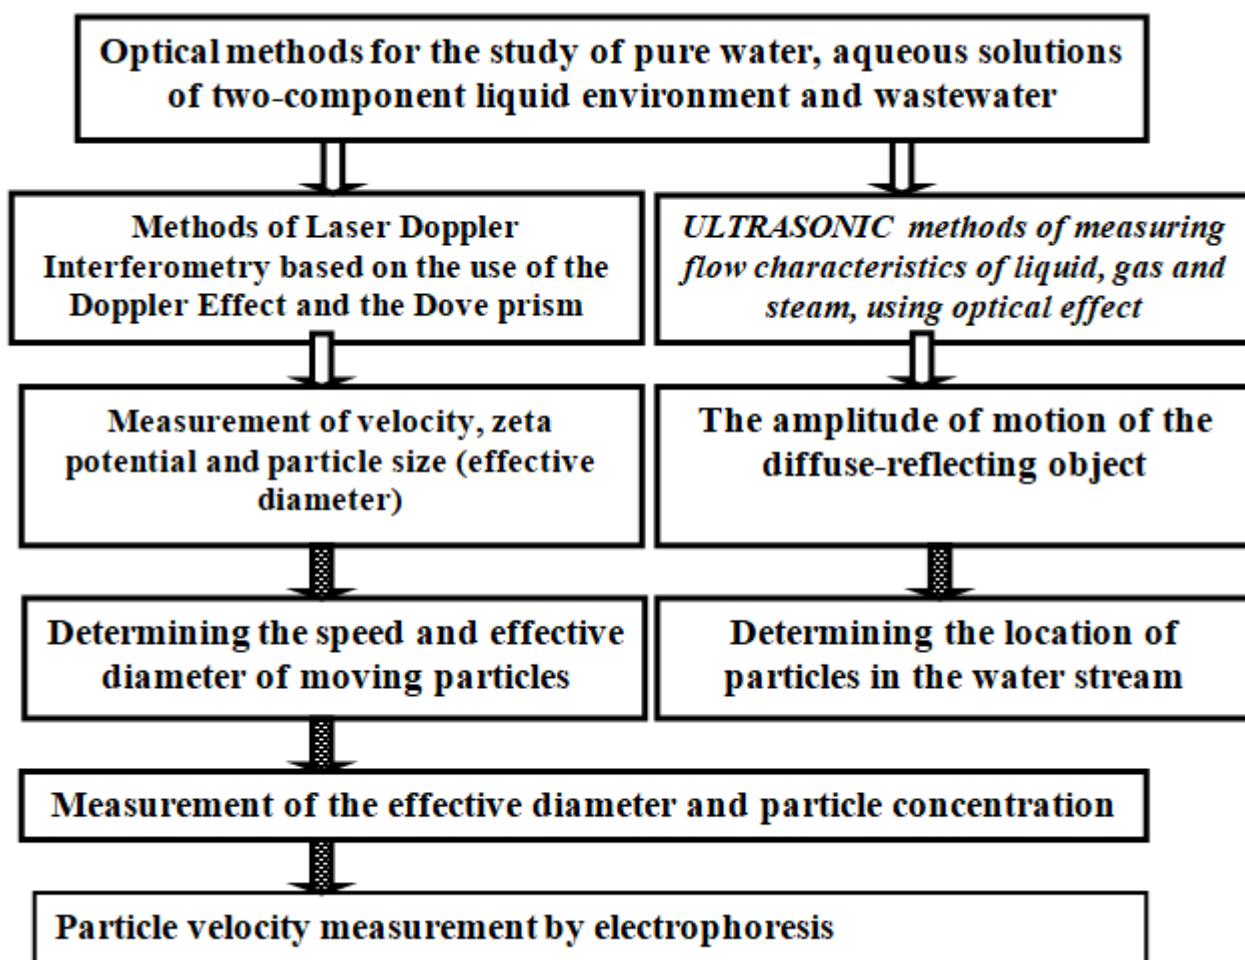 Optical methods for the study of pure water, aqueous solutions
of two-component liquid environment and wastewater
Methods of Laser Doppler
Interferometry based on the use of the
Doppler Effect and the Dove prism
ULTRASONIC methods of measuring
flow characteristics of liquid, gas and
steam, using optical effect
Measurement of velocity, zeta
potential and particle size (effective
diameter)
The amplitude of motion of the
diffuse-reflecting object
Determining the speed and effective
diameter of moving particles
Determining the location of
particles in the water stream
Measurement of the effective diameter and particle concentration
Particle velocity measurement by electrophoresis